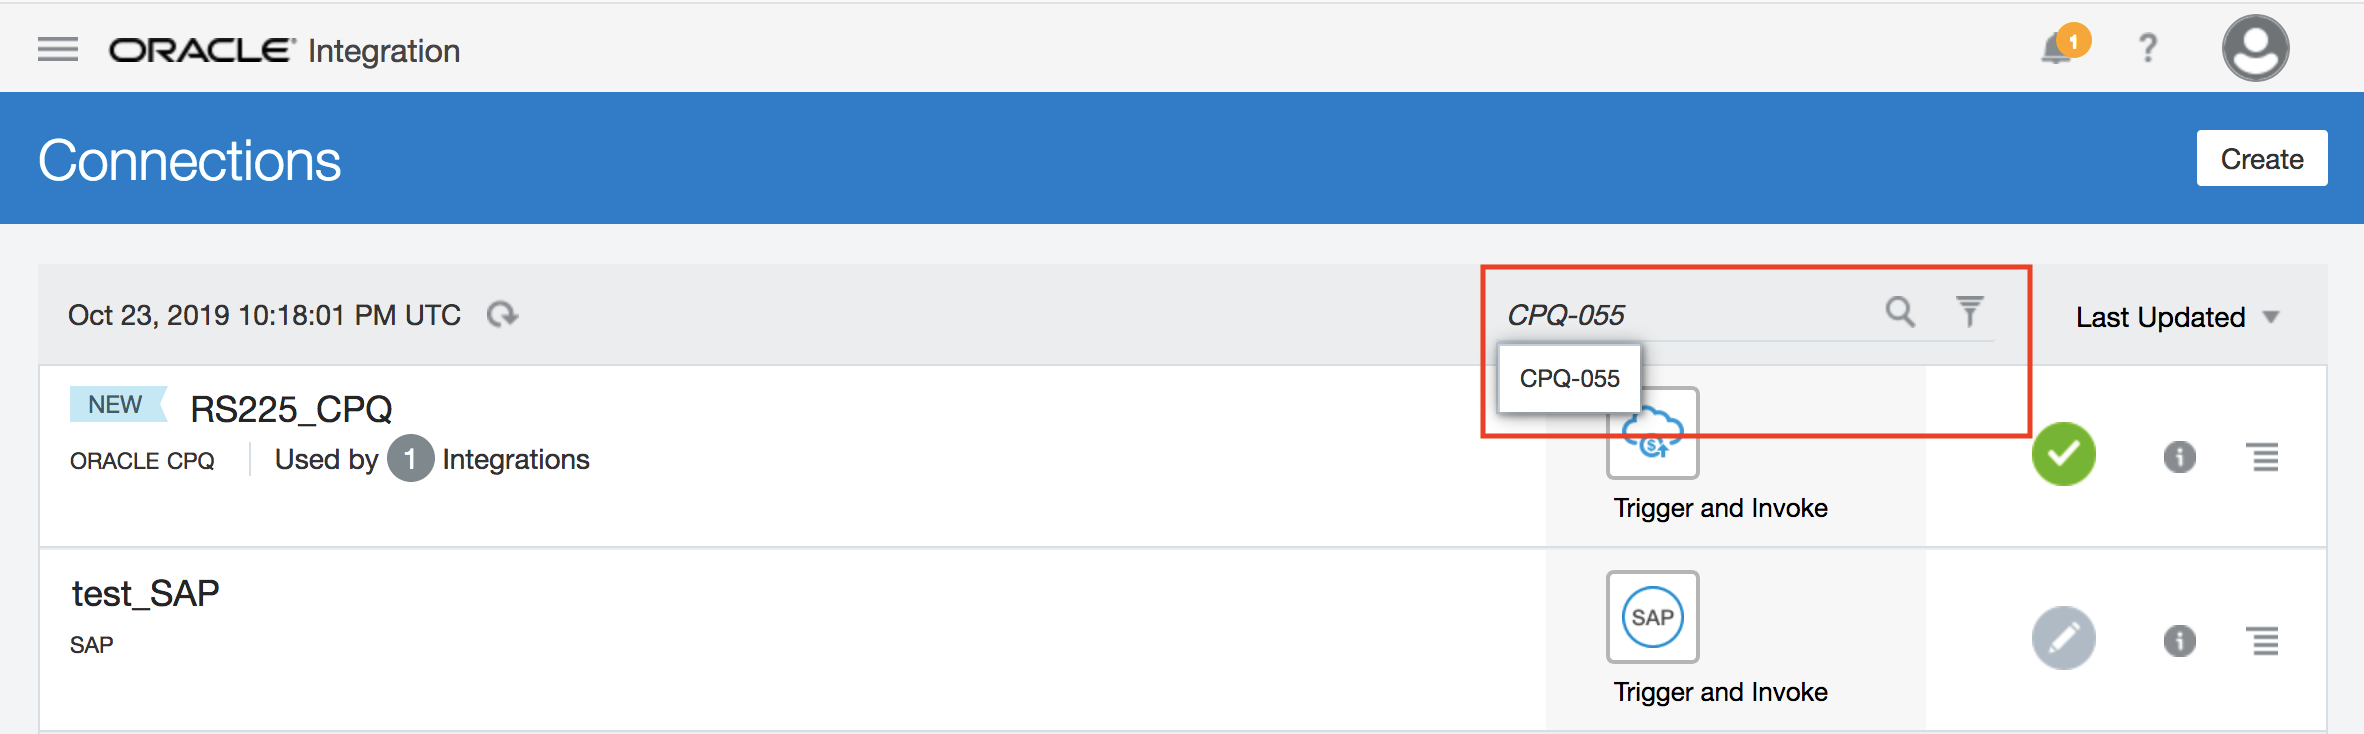 ORACLE Integration
1
?
Connections
Create
Oct 23, 2019 10:18:01 PM UTC
CPQ-055
Last Updated
CPQ-055
NEW RS225_CPQ
ORACLE CPQ Used by 1 Integrations
$
i
Trigger and Invoke
test_SAP
SAP
SAP
i
Trigger and Invoke